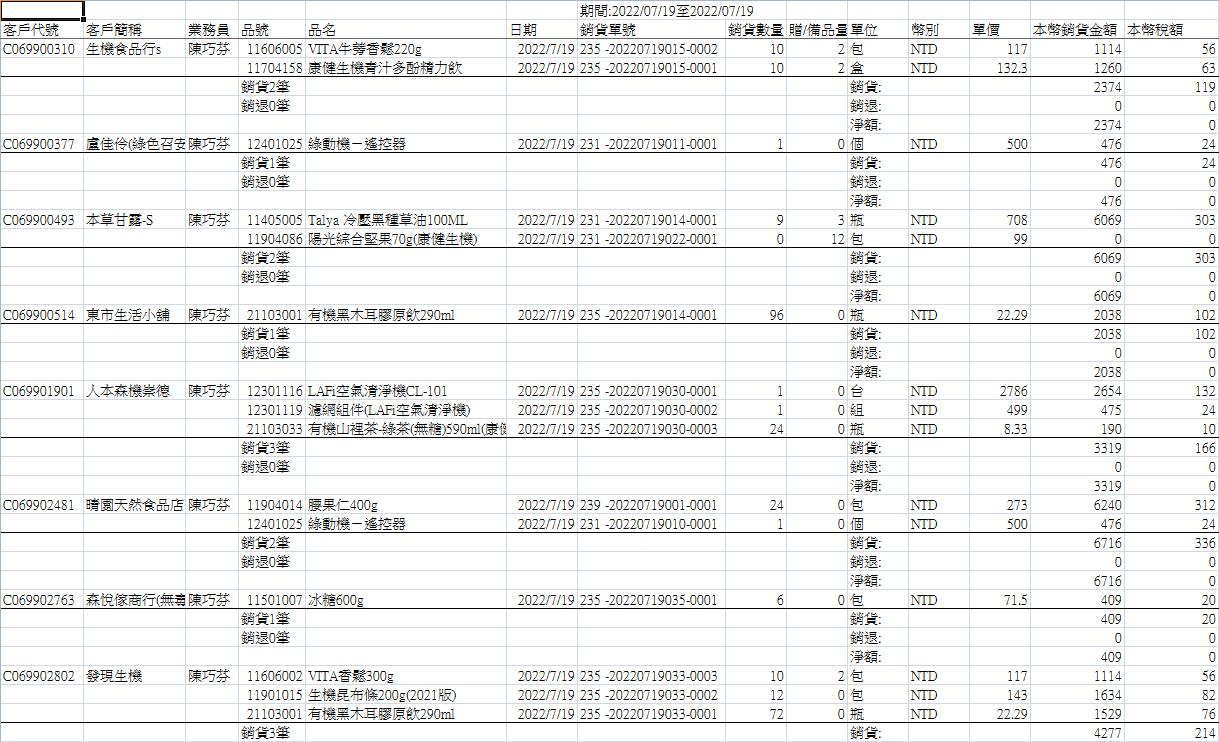 期間:2022/07/19至2022/07/19
客戶代號 客戶簡稱 業務員 品號 品名 日期 銷貨單號 銷貨數量 贈/備品量 單位 幣別 單價 本幣銷貨金額 本幣稅額
C069900310 生機食品行s 陳巧芬 11606005 VITA牛蒡香鬆220g 2022/7/19 235 -20220719015-0002 10 2 包 NTD 117 1114 56
11704158 康健生機青汁多酚精力飲 2022/7/19 235 -20220719015-0001 10 2 盒 NTD 132.3 1260 63
銷貨2筆 銷貨: 2374 119
銷退0筆 銷退: 0 0
淨額: 2374 0
C069900377 盧佳伶(綠色召安 陳巧芬 12401025 綠動機－遙控器 2022/7/19 231 -20220719011-0001 1 0 個 NTD 500 476 24
銷貨1筆 銷貨: 476 24
銷退0筆 銷退: 0 0
淨額: 476 0
C069900493 本草甘露-S 陳巧芬 11405005 Talya 冷壓黑種草油100ML 2022/7/19 231 -20220719014-0001 9 3 瓶 NTD 708 6069 303
11904086 陽光綜合堅果70g(康健生機) 2022/7/19 231 -20220719022-0001 0 12 包 NTD 99 0 0
銷貨2筆 銷貨: 6069 303
銷退0筆 銷退: 0 0
淨額: 6069 0
C069900514 東市生活小舖 陳巧芬 21103001 有機黑木耳膠原飲290ml 2022/7/19 235 -20220719014-0001 96 0 瓶 NTD 22.29 2038 102
銷貨1筆 銷貨: 2038 102
銷退0筆 銷退: 0 0
淨額: 2038 0
C069901901 人本森機崇德 陳巧芬 12301116 LAFi空氣清淨機CL-101 2022/7/19 235 -20220719030-0001 1 0 台 NTD 2786 2654 132
12301119 濾網組件(LAFi空氣清淨機) 2022/7/19 235 -20220719030-0002 1 0 組 NTD 499 475 24
21103033 有機山裡茶-綠茶(無糖)590ml(康健 2022/7/19 235 -20220719030-0003 24 0 瓶 NTD 8.33 190 10
銷貨3筆 銷貨: 3319 166
銷退0筆 銷退: 0 0
淨額: 3319 0
C069902481 晴園天然食品店 陳巧芬 11904014 腰果仁400g 2022/7/19 239 -20220719001-0001 24 0 包 NTD 273 6240 312
12401025 綠動機－遙控器 2022/7/19 231 -20220719010-0001 1 0 個 NTD 500 476 24
銷貨2筆 銷貨: 6716 336
銷退0筆 銷退: 0 0
淨額: 6716 0
C069902763 森悅傢商行(無毒 陳巧芬 11501007 冰糖600g 2022/7/19 235 -20220719035-0001 6 0 包 NTD 71.5 409 20
銷貨1筆 銷貨: 409 20
銷退0筆 銷退: 0 0
淨額: 409 0
C069902802 發現生機 陳巧芬 11606002 VITA香鬆300g 2022/7/19 235 -20220719033-0003 10 2 包 NTD 117 1114 56
11901015 生機昆布條200g(2021版) 2022/7/19 235 -20220719033-0002 12 0 包 NTD 143 1634 82
21103001 有機黑木耳膠原飲290ml 2022/7/19 235 -20220719033-0001 72 0 瓶 NTD 22.29 1529 76
銷貨3筆 銷貨: 4277 214